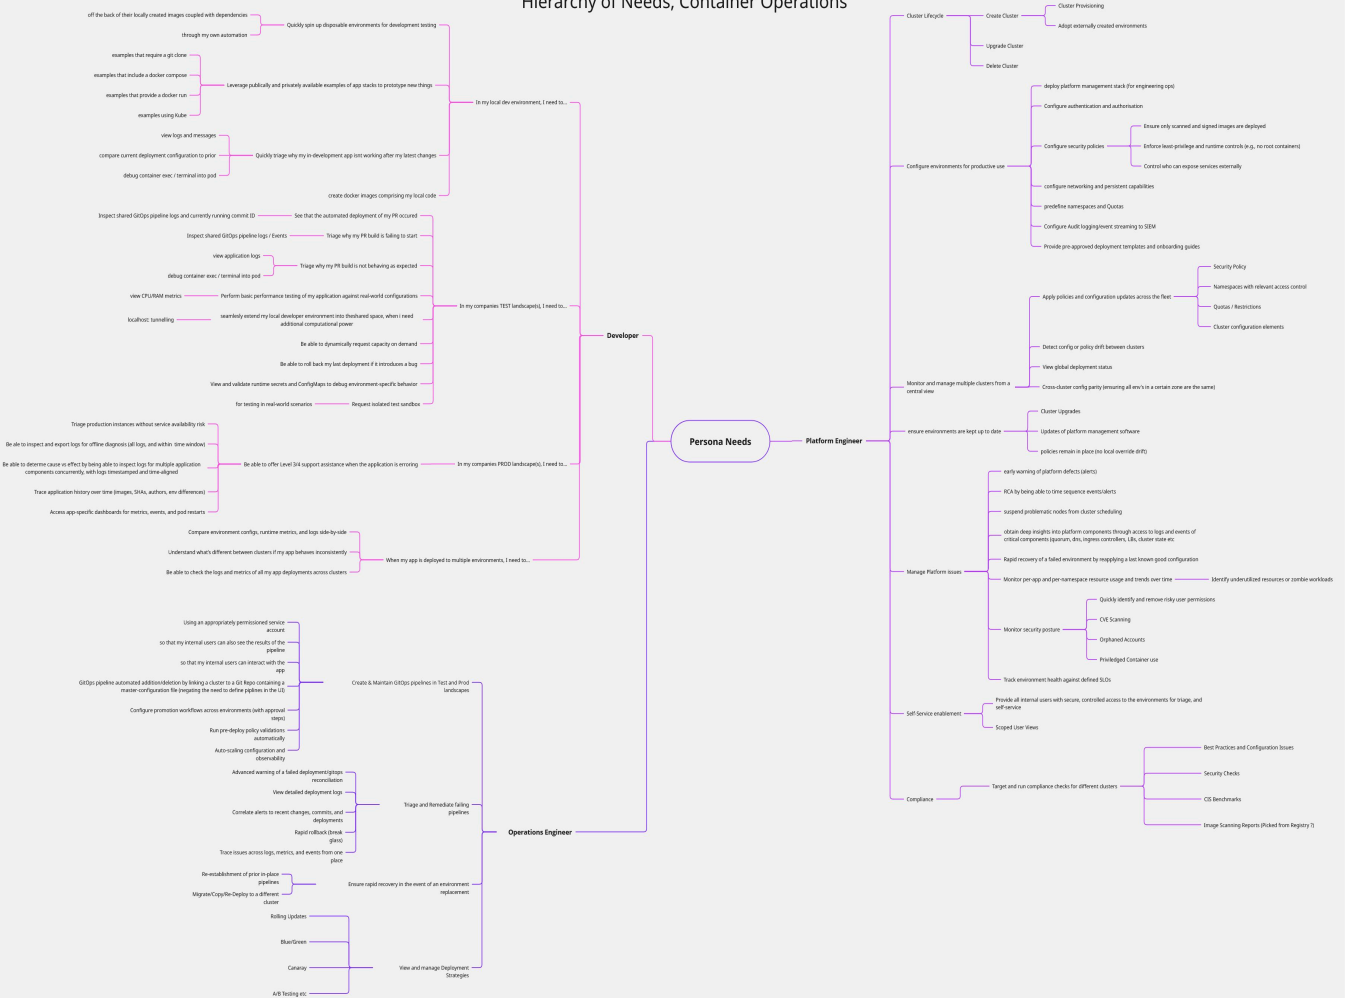 Hierarchy of Needs, Container Operations
Persona Needs
Developer
In my local dev environment, I need to...
Quickly spin up disposable environments for development testing
off the back of their locally created images coupled with dependencies
through my own automation
Leverage publically and privately available examples of app stacks to prototype new things
examples that require a git clone
examples that include a docker compose
examples that provide a docker run
examples using Kube
Quickly triage why my in-development app isnt working after my latest changes
view logs and messages
compare current deployment configuration to prior
debug container exec / terminal into pod
create docker images comprising my local code
In my companies TEST landscape(s), I need to...
See that the automated deployment of my PR occured
Inspect shared GitOps pipeline logs and currently running commit ID
Triage why my PR build is failing to start
Inspect shared GitOps pipeline logs / Events
Triage why my PR build is not behaving as expected
view application logs
debug container exec / terminal into pod
Perform basic performance testing of my application against real-world configurations
view CPU/RAM metrics
seamlesly extend my local developer environment into theshared space, when i need
additional computational power
localhost: tunnelling
Be able to dynamically request capacity on demand
Be able to roll back my last deployment if it introduces a bug
View and validate runtime secrets and ConfigMaps to debug environment-specific behavior
Request isolated test sandbox
for testing in real-world scenarios
In my companies PROD landscape(s), I need to...
Be able to offer Level 3/4 support assistance when the application is erroring
Triage production instances without service availability risk
Be ale to inspect and export logs for offline diagnosis (all logs, and within time window)
Be able to determe cause vs effect by being able to inspect logs for multiple application
components concurrently, with logs timestamped and time-aligned
Trace application history over time (images, SHAs, authors, env differences)
Access app-specific dashboards for metrics, events, and pod restarts
When my app is deployed to multiple environments, I need to...
Compare environment configs, runtime metrics, and logs side-by-side
Understand what's different between clusters if my app behaves inconsistently
Be able to check the logs and metrics of all my app deployments across clusters
Operations Engineer
Create & Maintain GitOps pipelines in Test and Prod
landscapes
Using an appropriately permissioned service
account
so that my internal users can also see the results of the
pipeline
so that my internal users can interact with the
app
GitOps pipeline automated addition/deletion by linking a cluster to a Git Repo containing a
master-configuration file (negating the need to define piplines in the UI)
Configure promotion workflows across environments (with approval
steps)
Run pre-deploy policy validations
automatically
Auto-scaling configuration and
observability
Triage and Remediate failing
pipelines
Advanced warning of a failed deployment/gitops
reconciliation
View detailed deployment logs
Correlate alerts to recent changes, commits, and
deployments
Rapid rollback (break
glass)
Trace issues across logs, metrics, and events from one
place
Ensure rapid recovery in the event of an environment
replacement
Re-establishment of prior in-place
pipelines
Migrate/Copy/Re-Deploy to a different
cluster
View and manage Deployment
Strategies
Rolling Updates
Blue/Green
Canaray
A/B Testing etc
Platform Engineer
Cluster Lifecycle
Create Cluster
Cluster Provisioning
Adopt externally created environments
Upgrade Cluster
Delete Cluster
Configure environments for productive use
deploy platform management stack (for engineering ops)
Configure authentication and authorisation
Configure security policies
Ensure only scanned and signed images are deployed
Enforce least-privilege and runtime controls (e.g., no root containers)
Control who can expose services externally
configure networking and persistent capabilities
predefine namespaces and Quotas
Configure Audit logging/event streaming to SIEM
Provide pre-approved deployment templates and onboarding guides
Monitor and manage multiple clusters from a
central view
Apply policies and configuration updates across the fleet
Security Policy
Namespaces with relevant access control
Quotas / Restrictions
Cluster configuration elements
Detect config or policy drift between clusters
View global deployment status
Cross-cluster config parity (ensuring all env's in a certain zone are the same)
ensure environments are kept up to date
Cluster Upgrades
Updates of platform management software
policies remain in place (no local override drift)
Manage Platform issues
early warning of platform defects (alerts)
RCA by being able to time sequence events/alerts
suspend problematic nodes from cluster scheduling
obtain deep insights into platform components through access to logs and events of
critical components (quorum, dns, ingress controllers, LBs, cluster state etc
Rapid recovery of a failed environment by reapplying a last known good configuration
Monitor per-app and per-namespace resource usage and trends over time
Identify underutilized resources or zombie workloads
Monitor security posture
Quickly identify and remove risky user permissions
CVE Scanning
Orphaned Accounts
Priviledged Container use
Track environment health against defined SLOs
Self-Service enablement
Provide all internal users with secure, controlled access to the environments for triage, and
self-service
Scoped User Views
Compliance
Target and run compliance checks for different clusters
Best Practices and Configuration Issues
Security Checks
CIS Benchmarks
Image Scanning Reports (Picked from Registry ?)